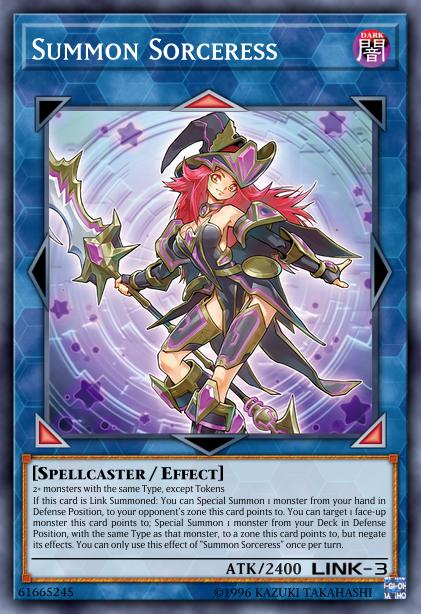 Summon Sorceress
DARK
闇
[Spellcaster / Effect]
2+ monsters with the same Type, except Tokens
If this card is Link Summoned: You can Special Summon 1 monster from your hand in
Defense Position, to your opponent's zone this card points to. You can target 1 face-up
monster this card points to; Special Summon 1 monster from your Deck in Defense
Position, with the same Type as that monster, to a zone this card points to, but negate
its effects. You can only use this effect of "Summon Sorceress" once per turn.
ATK/2400 LINK-3
61665245
©1996 KAZUKI TAKAHASHI